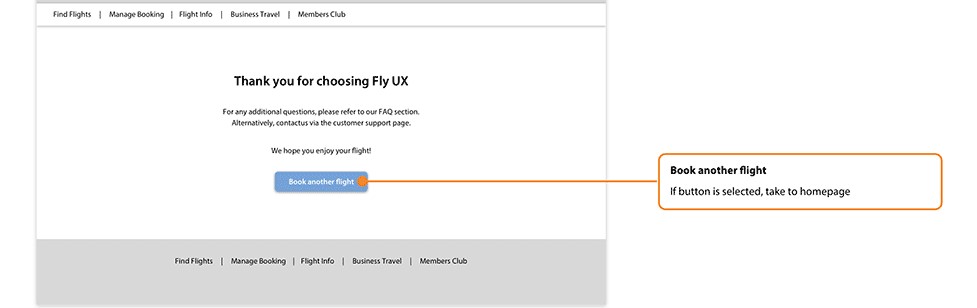 Find Flights | Manage Booking | Flight Info | Business Travel | Members Club
Thank you for choosing Fly UX
For any additional questions, please refer to our FAQ section.
Alternatively, contactus via the customer support page.
We hope you enjoy your flight!
Book another flight
Book another flight
If button is selected, take to homepage
Find Flights | Manage Booking | Flight Info | Business Travel | Members Club